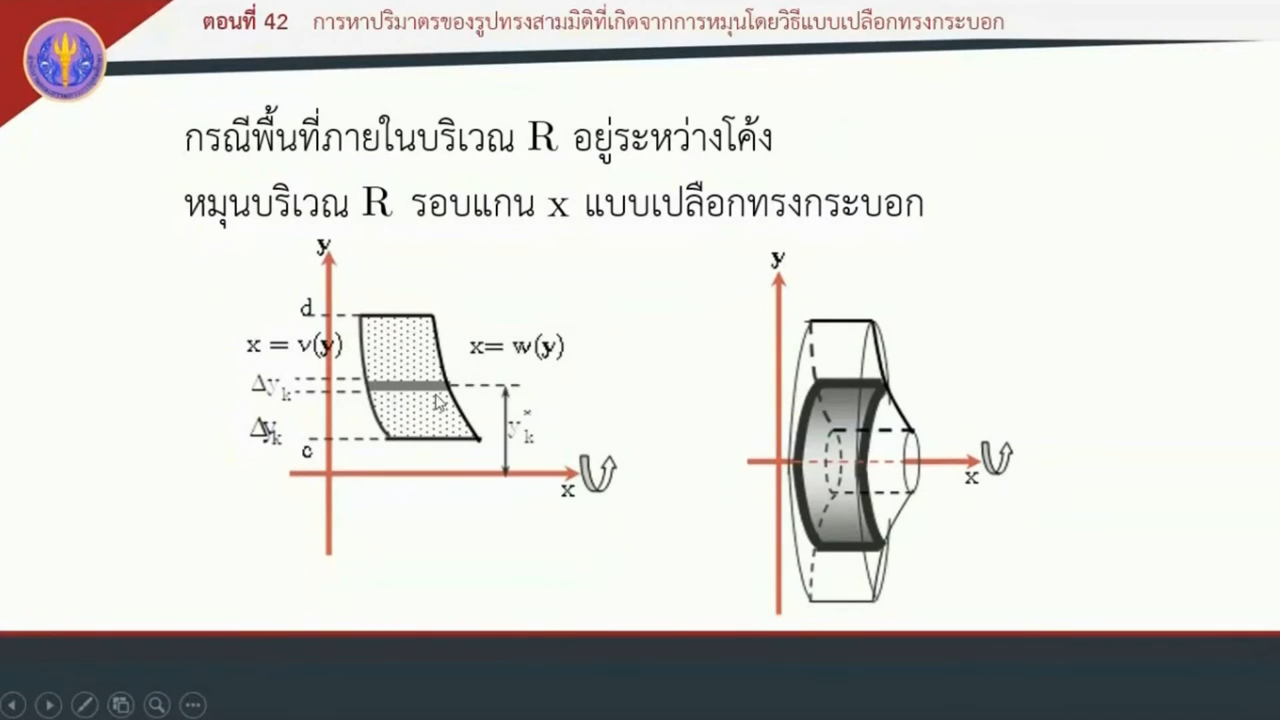 ตอนที่ 42 การหาปริมาตรของรูปทรงสามมิติที่เกิดจากการหมุนโดยวิธีแบบเปลือกทรงกระบอก
กรณีพื้นที่ภายในบริเวณ R อยู่ระหว่างโค้ง
หมุนบริเวณ R รอบแกน x แบบเปลือกทรงกระบอก
y
d
x = v(y)
x= w(y)
Δy_k
y*_k
Δy_k
c
x
y
x